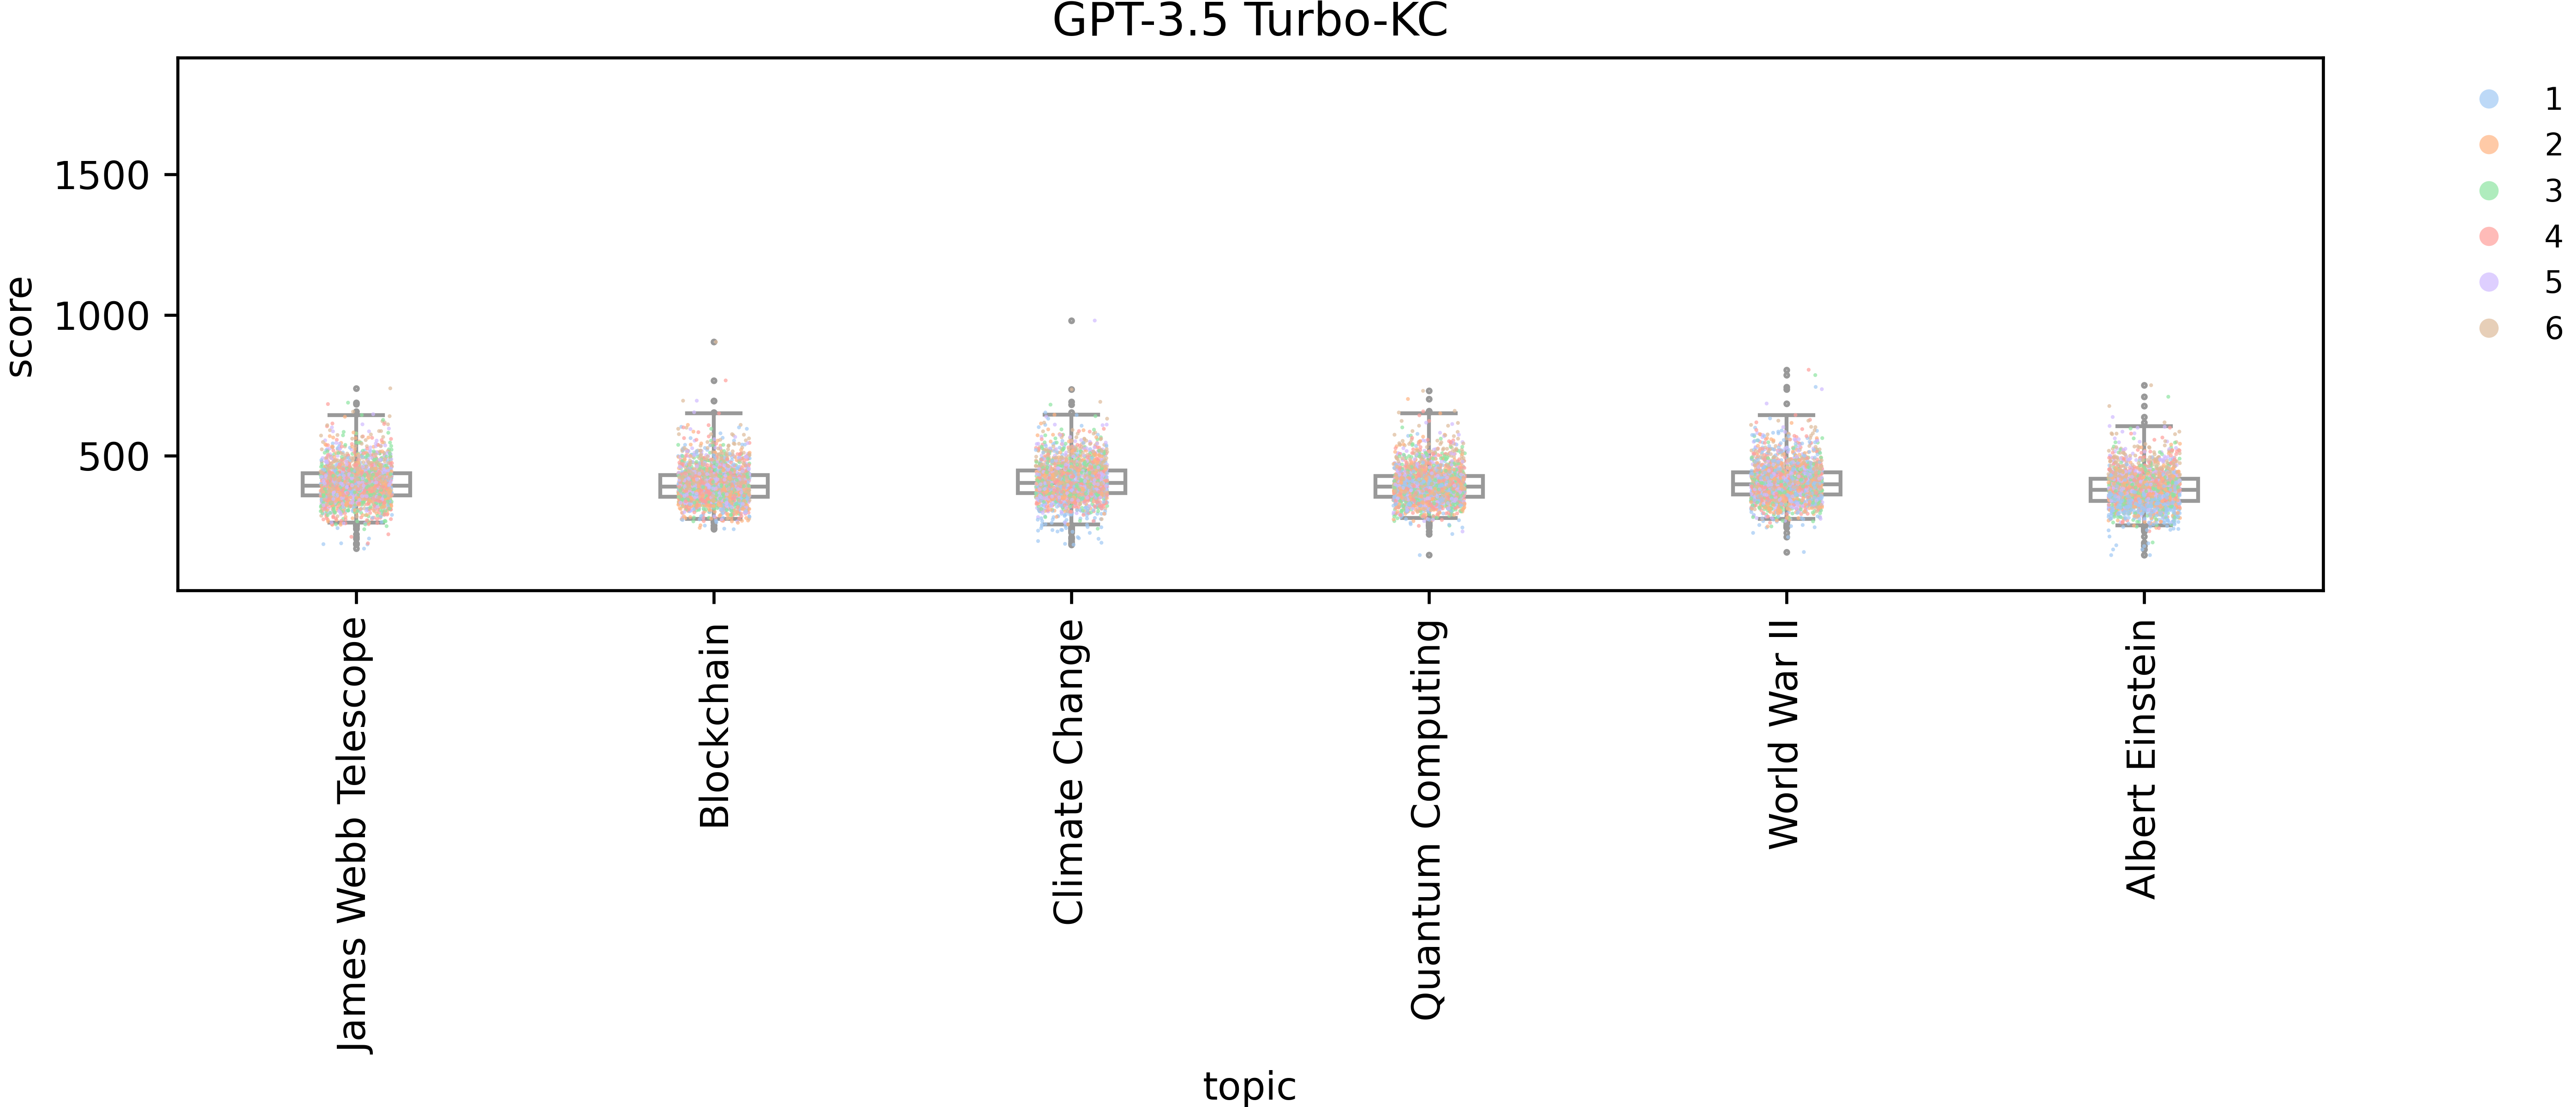 GPT-3.5 Turbo-KC
score
1500
1000
500
James Webb Telescope
Blockchain
Climate Change
Quantum Computing
World War II
Albert Einstein
topic
1
2
3
4
5
6